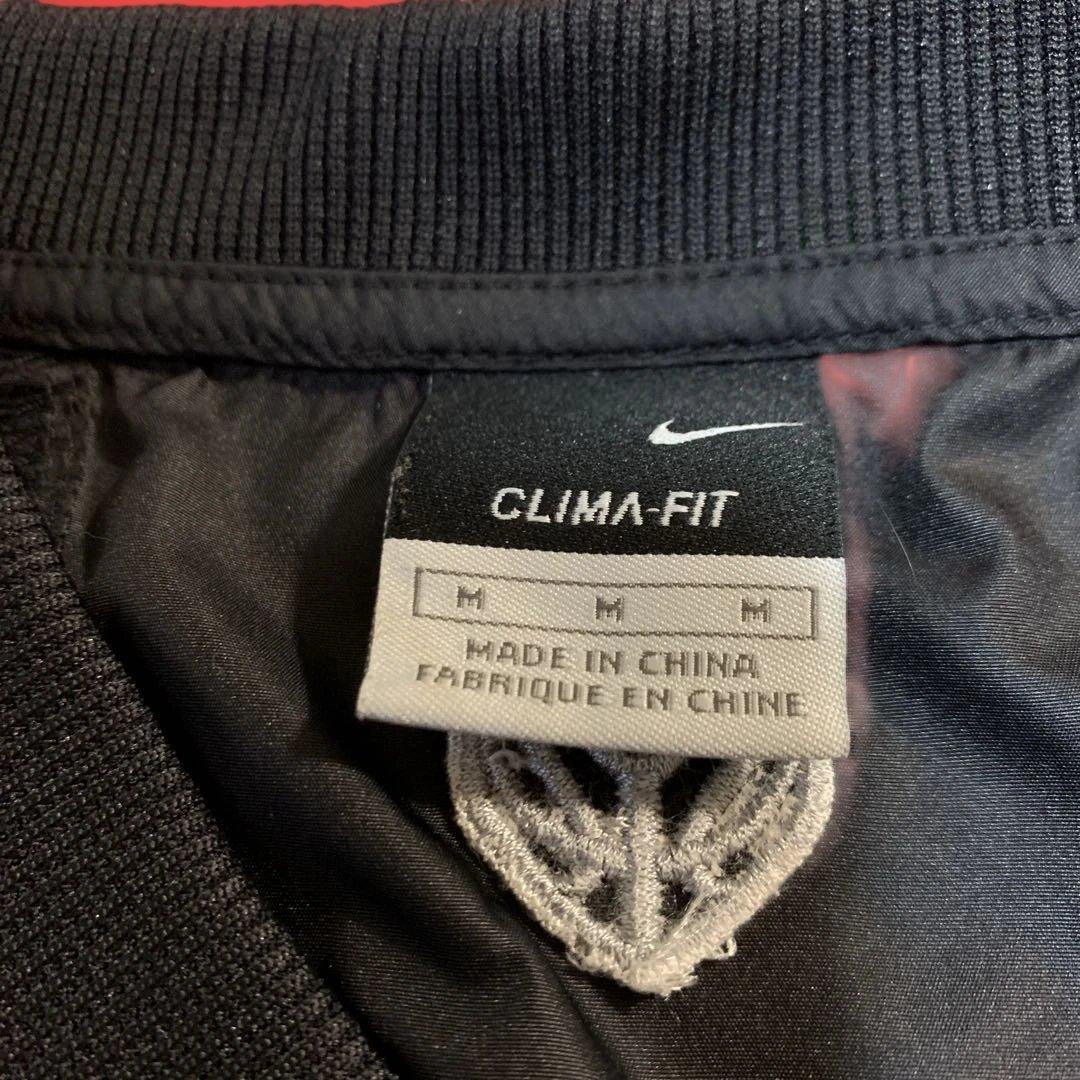 CLIMA-FIT
M M M
MADE IN CHINA
FABRIQUE EN CHINE